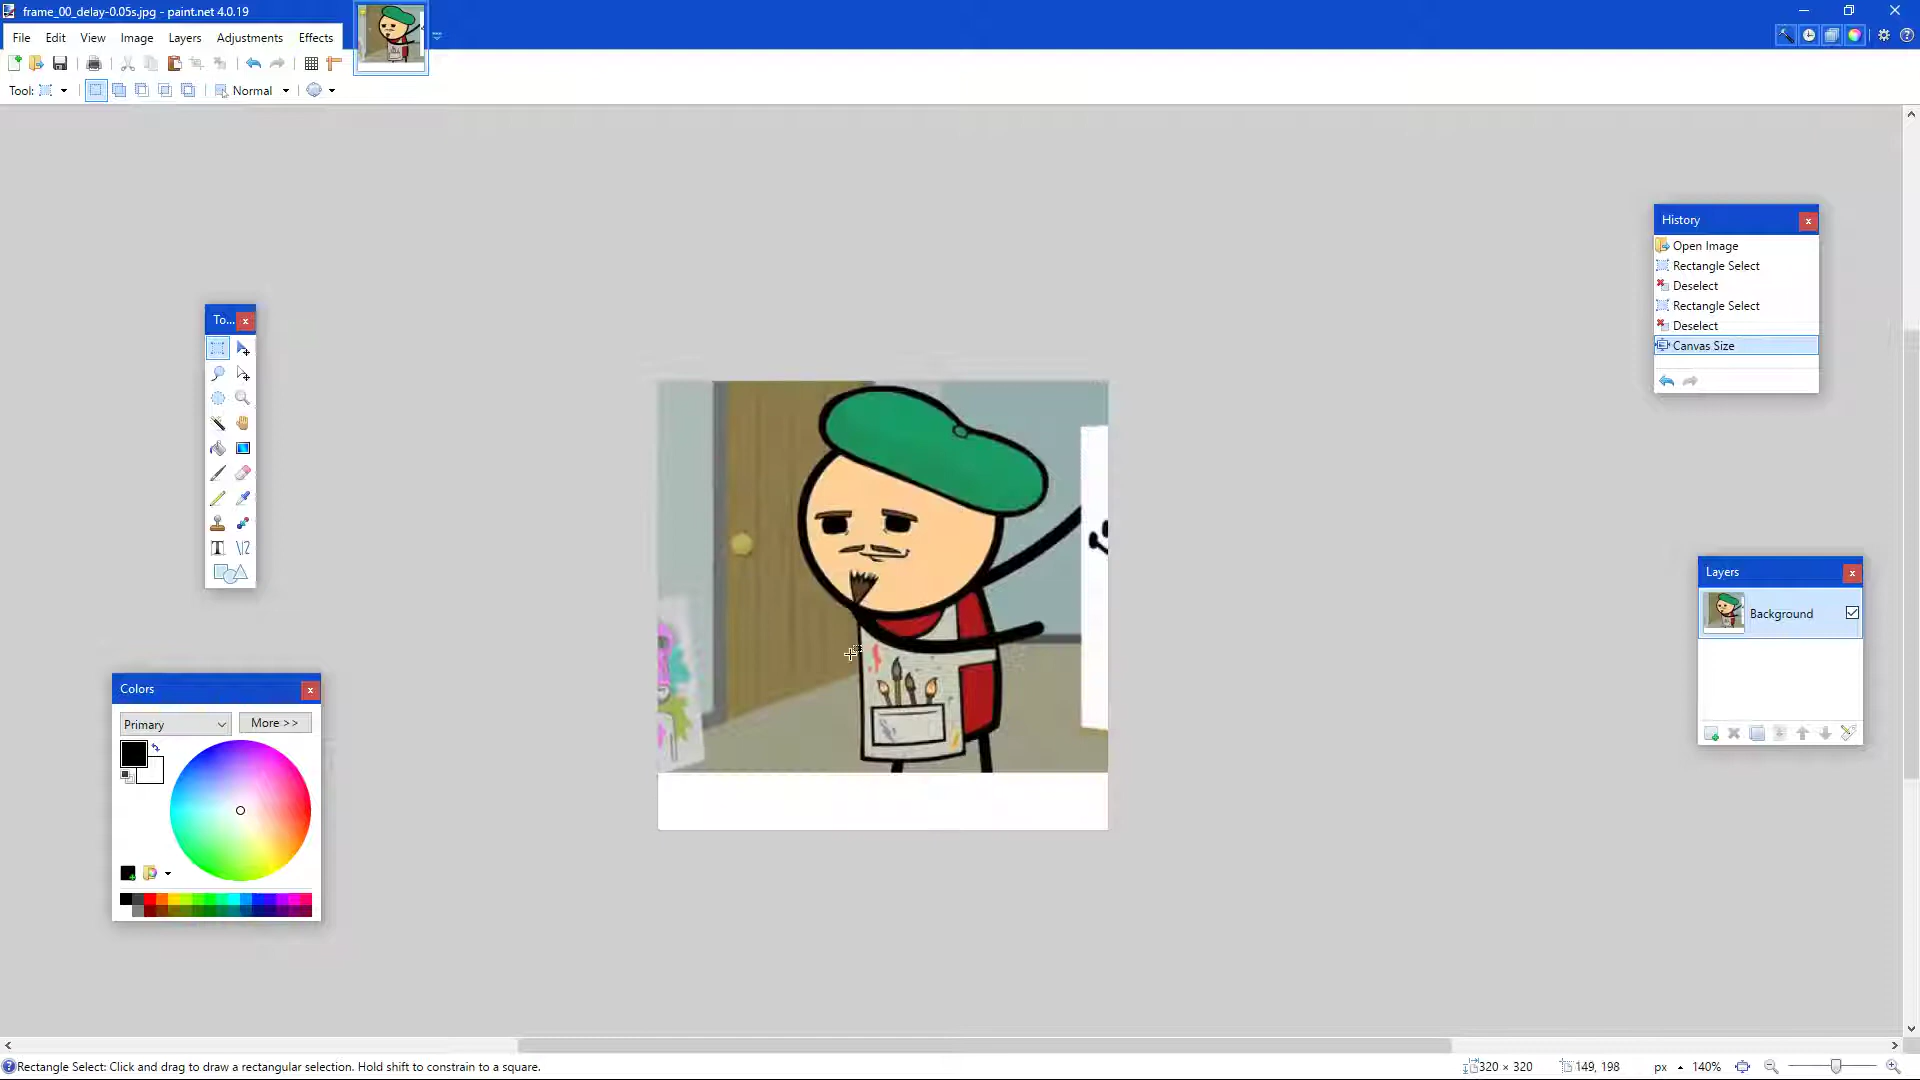 frame_00_delay-0.05s.jpg - paint.net 4.0.19
File Edit View Image Layers Adjustments Effects
Tool: Normal
History
Open Image
Rectangle Select
Deselect
Rectangle Select
Deselect
Canvas Size
To...
Layers
Background
Colors
Primary More >>
Rectangle Select: Click and drag to draw a rectangular selection. Hold shift to constrain to a square. 320 × 320 149, 198 px 140%